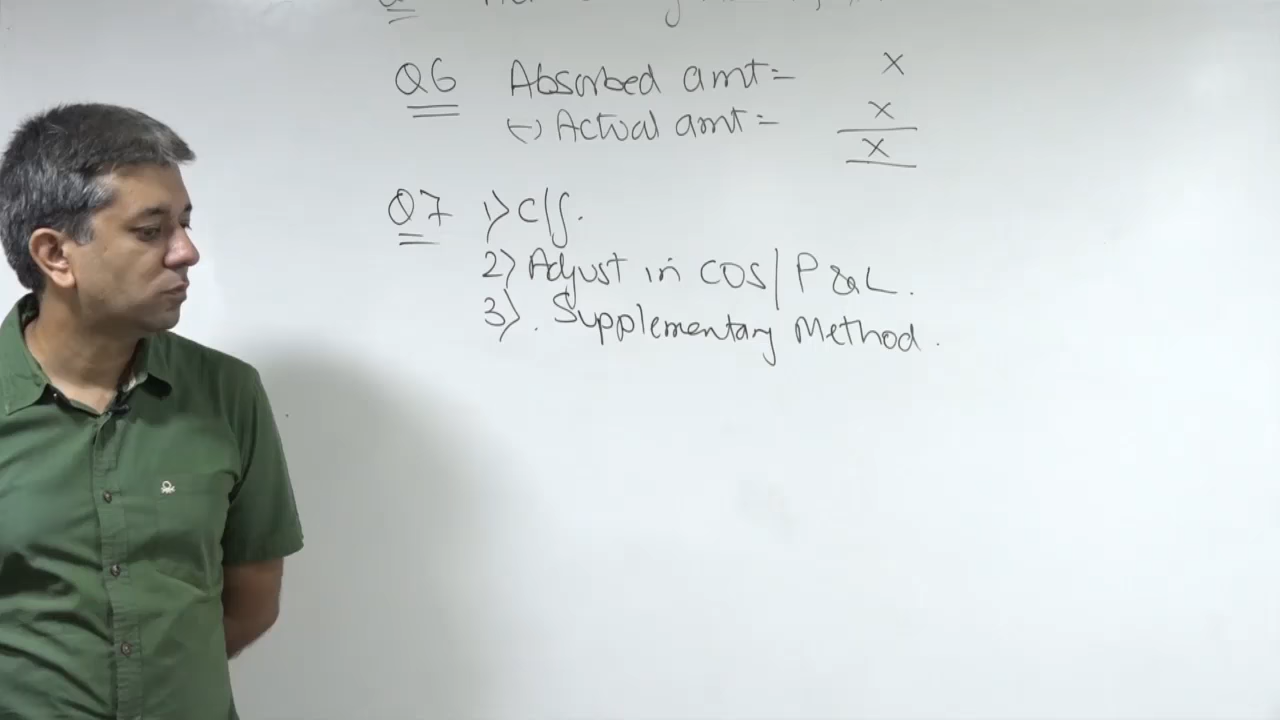 Q6 Absorbed amt = x
(-) Actual amt = x
x
Q7 1) c/f.
2) Adjust in COS/P&L.
3). Supplementary Method.